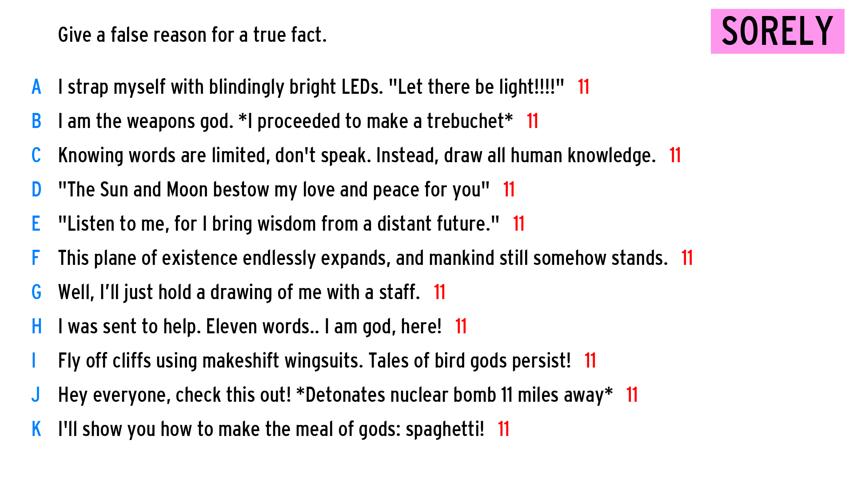 Give a false reason for a true fact.
SORELY
A I strap myself with blindingly bright LEDs. "Let there be light!!!!" 11
B I am the weapons god. *I proceeded to make a trebuchet* 11
C Knowing words are limited, don't speak. Instead, draw all human knowledge. 11
D "The Sun and Moon bestow my love and peace for you" 11
E "Listen to me, for I bring wisdom from a distant future." 11
F This plane of existence endlessly expands, and mankind still somehow stands. 11
G Well, I'll just hold a drawing of me with a staff. 11
H I was sent to help. Eleven words.. I am god, here! 11
I Fly off cliffs using makeshift wingsuits. Tales of bird gods persist! 11
J Hey everyone, check this out! *Detonates nuclear bomb 11 miles away* 11
K I'll show you how to make the meal of gods: spaghetti! 11